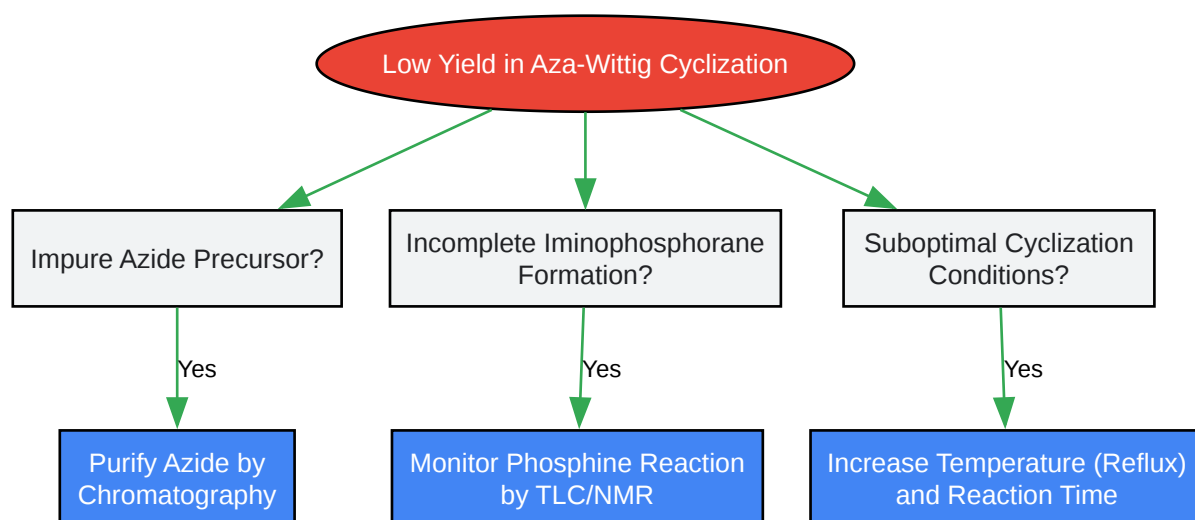 Low Yield in Aza-Wittig Cyclization
Impure Azide Precursor?
Incomplete Iminophosphorane
Formation?
Suboptimal Cyclization
Conditions?
Yes
Yes
Yes
Purify Azide by
Chromatography
Monitor Phosphine Reaction
by TLC/NMR
Increase Temperature (Reflux)
and Reaction Time